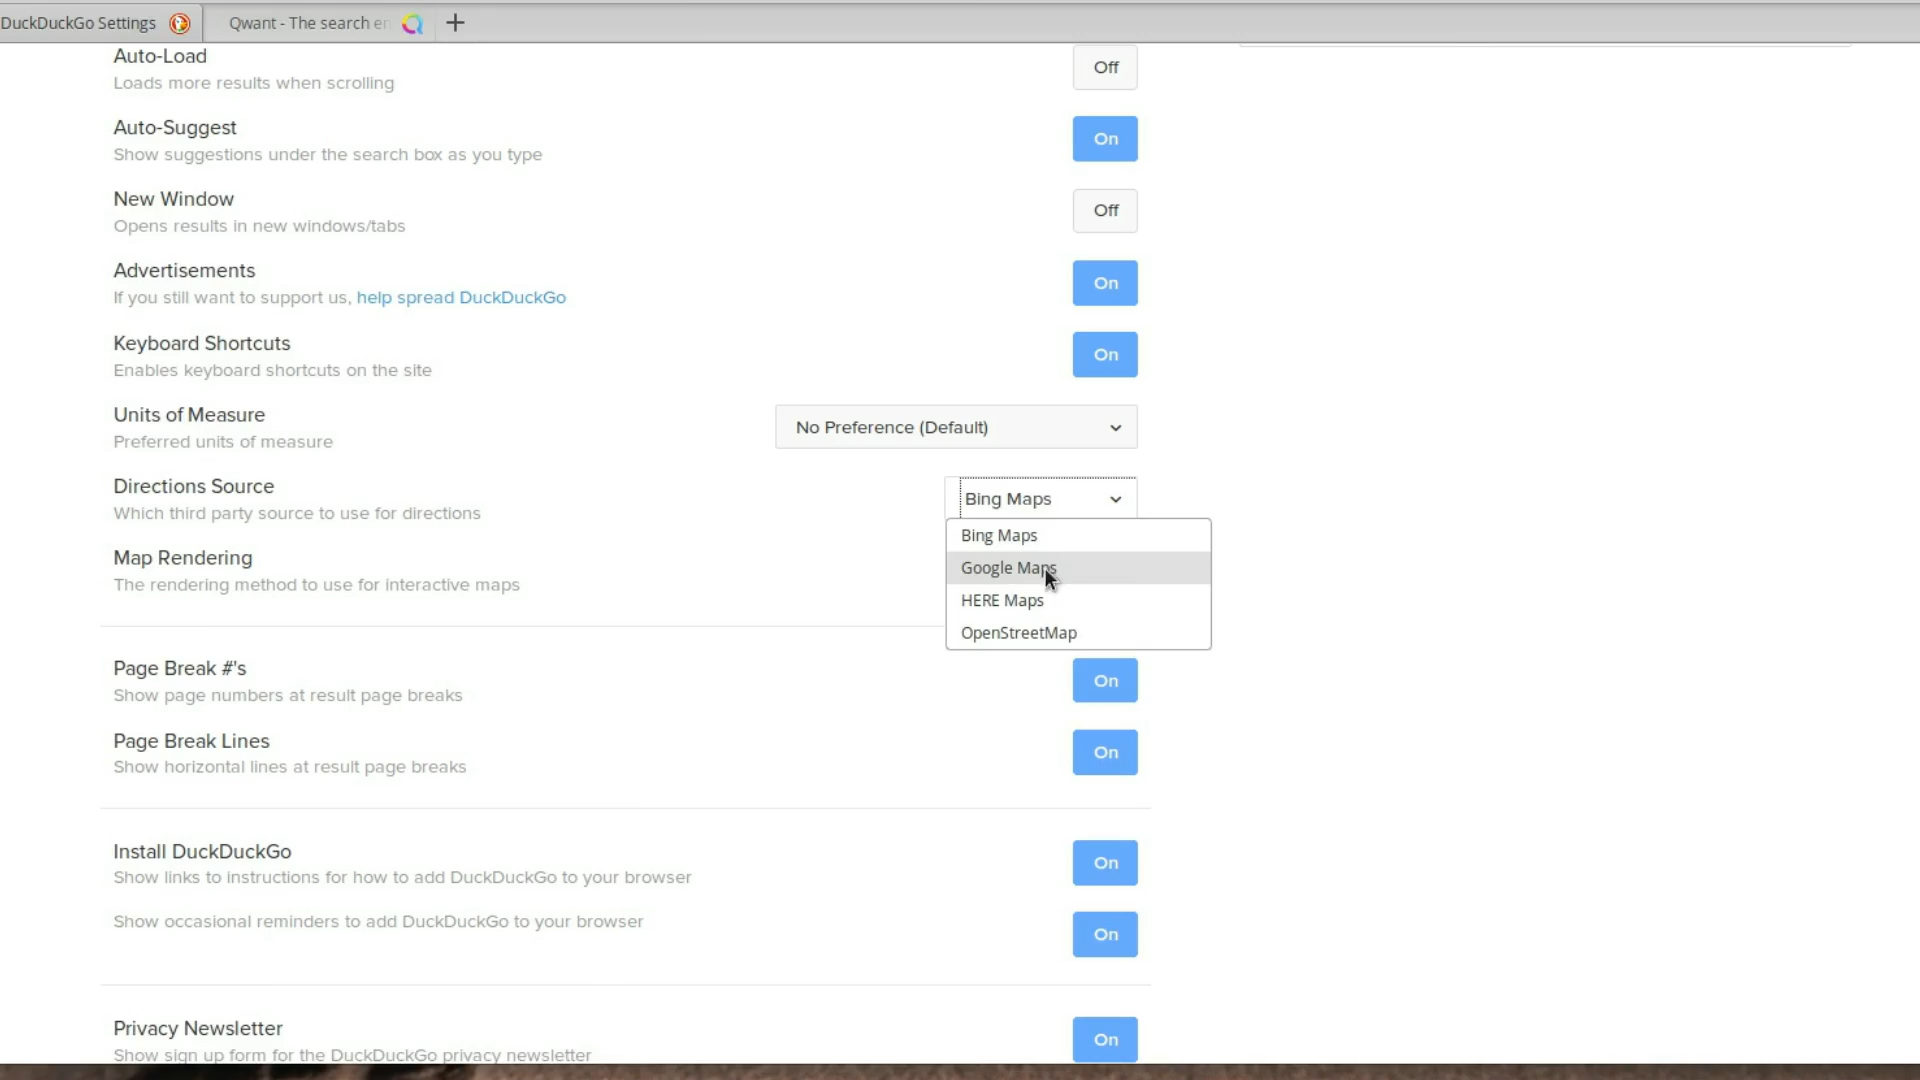 DuckDuckGo Settings
Qwant - The search en
Auto-Load
Off
Loads more results when scrolling
Auto-Suggest
On
Show suggestions under the search box as you type
New Window
Off
Opens results in new windows/tabs
Advertisements
On
If you still want to support us, help spread DuckDuckGo
Keyboard Shortcuts
On
Enables keyboard shortcuts on the site
Units of Measure
No Preference (Default)
Preferred units of measure
Directions Source
Bing Maps
Which third party source to use for directions
Bing Maps
Google Maps
HERE Maps
OpenStreetMap
Map Rendering
The rendering method to use for interactive maps
Page Break #'s
On
Show page numbers at result page breaks
Page Break Lines
On
Show horizontal lines at result page breaks
Install DuckDuckGo
On
Show links to instructions for how to add DuckDuckGo to your browser
Show occasional reminders to add DuckDuckGo to your browser
On
Privacy Newsletter
On
Show sign up form for the DuckDuckGo privacy newsletter